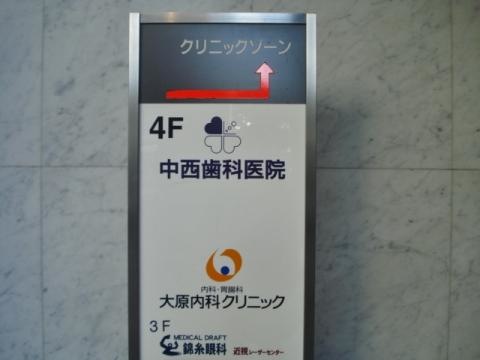 クリニックゾーン
4F
中西歯科医院
内科・胃腸科
大原内科クリニック
3F
MEDICAL DRAFT
錦糸眼科 近視レーザーセンター